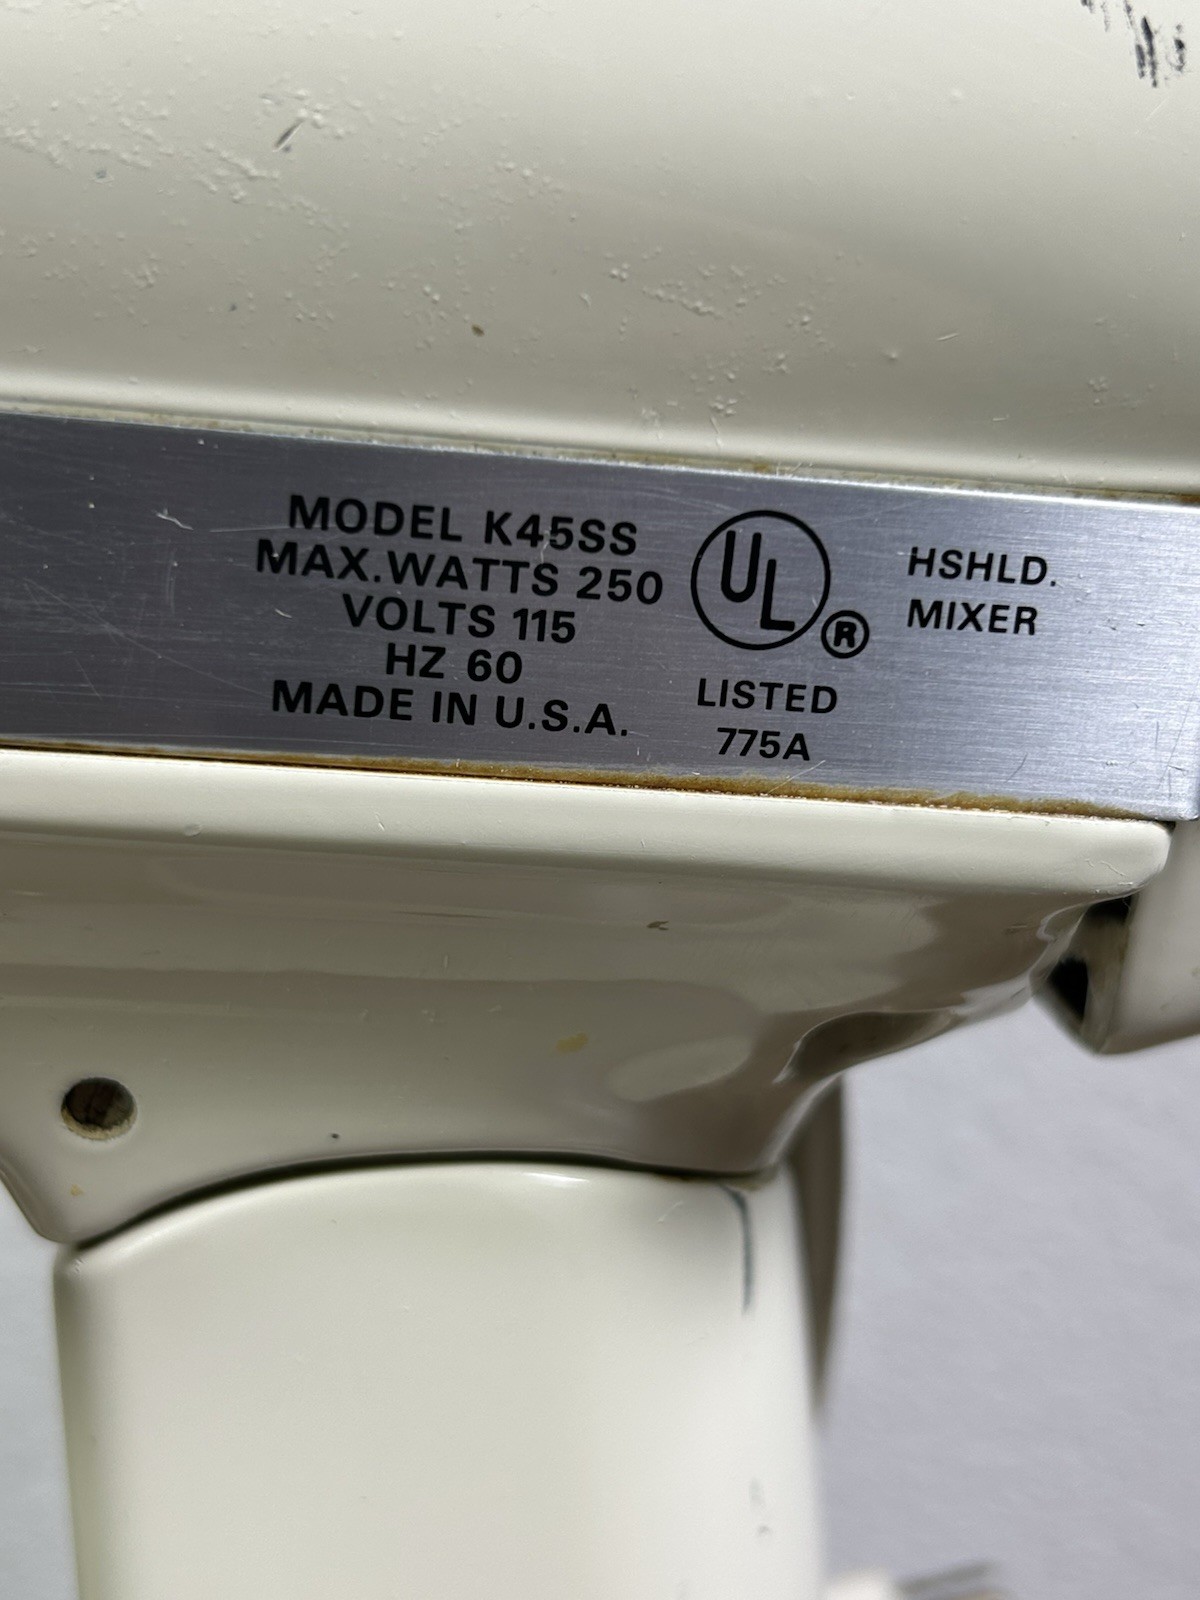 MODEL K45SS
MAX.WATTS 250
VOLTS 115
HZ 60
MADE IN U.S.A.
UL ®
LISTED
775A
HSHLD.
MIXER